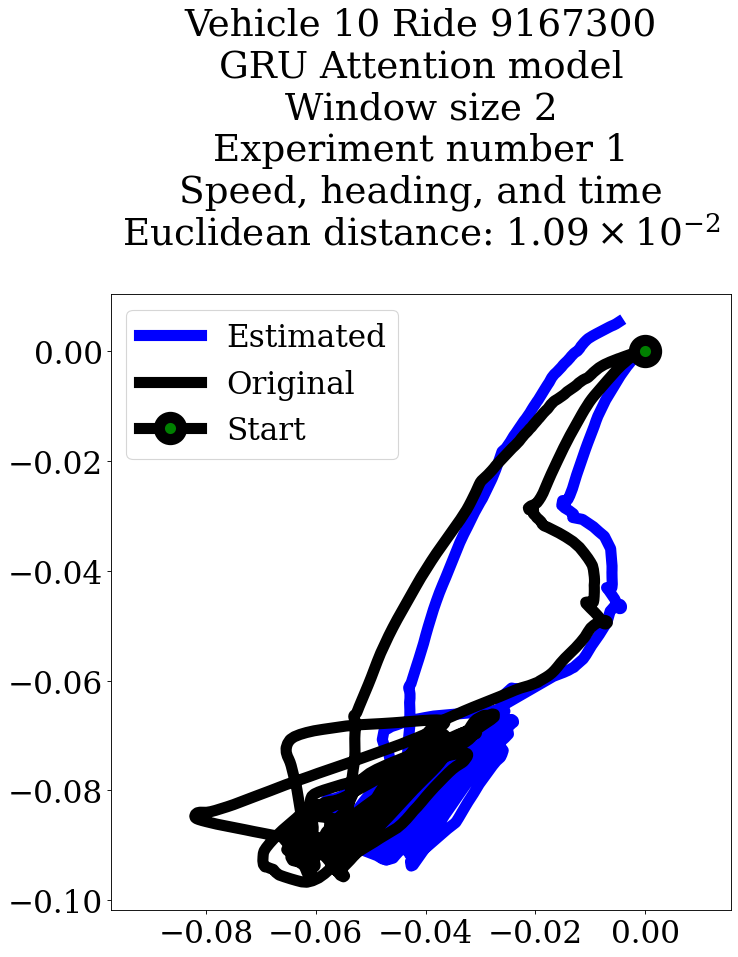 Vehicle 10 Ride 9167300
GRU Attention model
Window size 2
Experiment number 1
Speed, heading, and time
Euclidean distance: 1.09 × 10⁻²
Estimated
Original
Start
0.00
−0.02
−0.04
−0.06
−0.08
−0.10
−0.08 −0.06 −0.04 −0.02 0.00